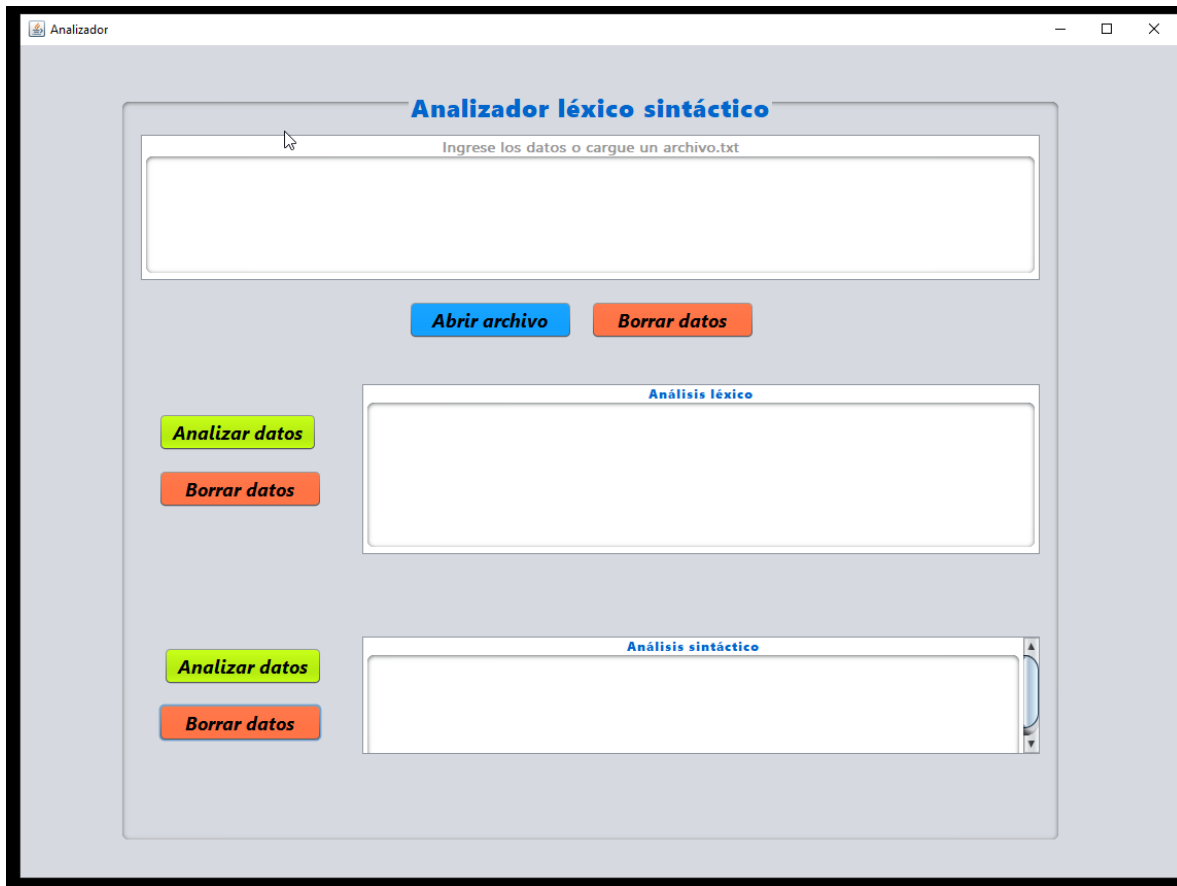 Analizador
Analizador léxico sintáctico
Ingrese los datos o cargue un archivo.txt
Abrir archivo
Borrar datos
Análisis léxico
Analizar datos
Borrar datos
Análisis sintáctico
Analizar datos
Borrar datos